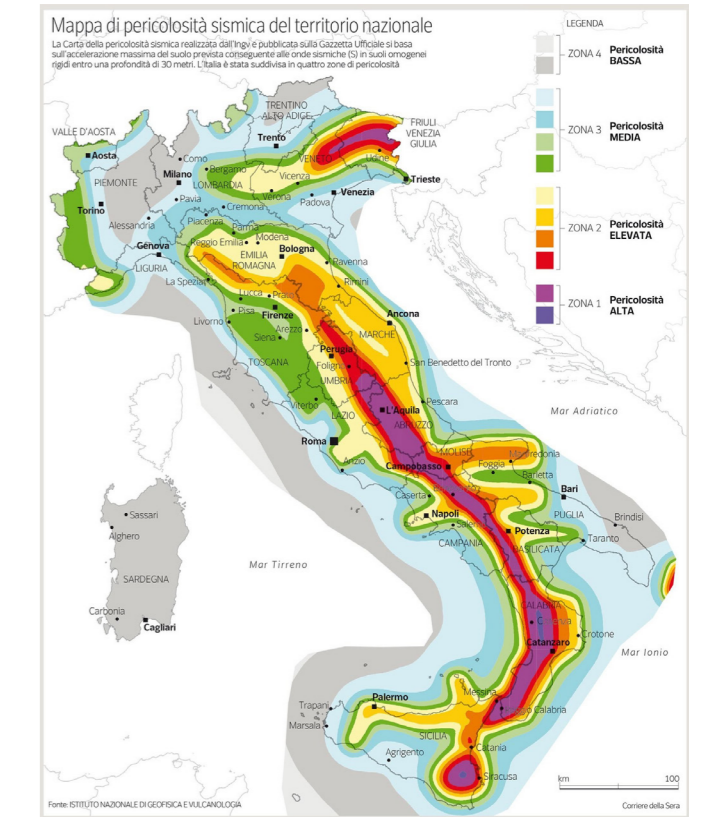 Mappa di pericolosità sismica del territorio nazionale
La Carta della pericolosità sismica realizzata dall'Ingv e pubblicata sulla Gazzetta Ufficiale si basa
sull'accelerazione massima del suolo prevista conseguente alle onde sismiche (S) in suoli omogenei
rigidi entro una profondità di 30 metri. L'Italia è stata suddivisa in quattro zone di pericolosità
LEGENDA
ZONA 4
Pericolosità
BASSA
ZONA 3
Pericolosità
MEDIA
ZONA 2
Pericolosità
ELEVATA
ZONA 1
Pericolosità
ALTA
TRENTINO
ALTO ADIGE
FRIULI
VENEZIA
GIULIA
VALLE D'AOSTA
Trento
Aosta
Como
VENETO
Udine
Bergamo
Milano
Vicenza
Trieste
PIEMONTE
LOMBARDIA
Verona
Venezia
Padova
Pavia
Torino
Cremona
Alessandria
Piacenza
Parma
Modena
Reggio Emilia
Genova
EMILIA
ROMAGNA
Bologna
LIGURIA
Ravenna
La Spezia
Rimini
Lucca
Prato
Pisa
Firenze
Ancona
Livorno
Arezzo
MARCHE
Siena
Perugia
TOSCANA
Foligno
San Benedetto del Tronto
UMBRIA
Viterbo
Pescara
LAZIO
L'Aquila
Mar Adriatico
ABRUZZO
Roma
MOLISE
Manfredonia
Anzio
Campobasso
Foggia
Barletta
Caserta
Bari
Napoli
PUGLIA
Brindisi
Salerno
Potenza
Taranto
CAMPANIA
BASILICATA
Sassari
Alghero
Mar Tirreno
SARDEGNA
CALABRIA
Carbonia
Cosenza
Cagliari
Crotone
Catanzaro
Mar Ionio
Messina
Palermo
Reggio Calabria
Trapani
Marsala
SICILIA
Agrigento
Catania
Siracusa
km
100
Fonte: ISTITUTO NAZIONALE DI GEOFISICA E VULCANOLOGIA
Corriere della Sera